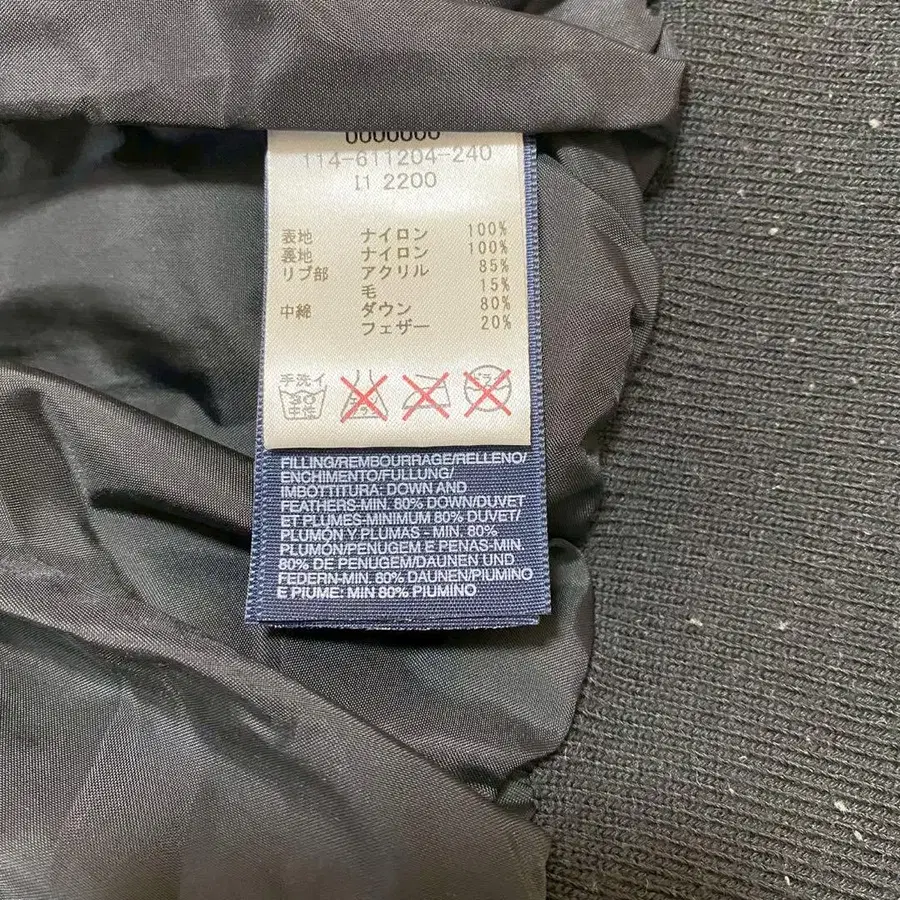 0000000
114-611204-240
I1 2200
表地 ナイロン 100%
裏地 ナイロン 100%
リブ部 アクリル 85%
毛 15%
中綿 ダウン 80%
フェザー 20%
手洗イ
中性
FILLING/REMBOURRAGE/RELLENO/
ENCHIMENTO/FULLUNG/
IMBOTTITURA: DOWN AND
FEATHERS-MIN. 80% DOWN/DUVET
ET PLUMES-MINIMUM 80% DUVET/
PLUMÓN Y PLUMAS - MIN. 80%
PLUMÓN/PENUGEM E PENAS-MIN.
80% DE PENUGEM/DAUNEN UND
FEDERN-MIN. 80% DAUNEN/PIUMINO
E PIUME: MIN 80% PIUMINO